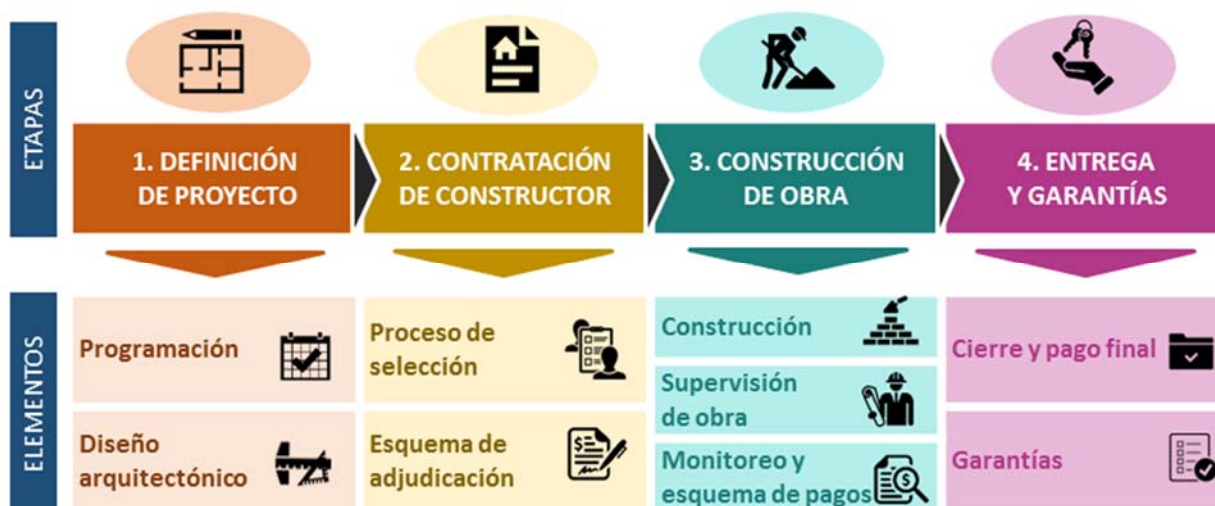 ETAPAS
1. DEFINICIÓN
DE PROYECTO
2. CONTRATACIÓN
DE CONSTRUCTOR
3. CONSTRUCCIÓN
DE OBRA
4. ENTREGA
Y GARANTÍAS
ELEMENTOS
Programación
Diseño
arquitectónico
Proceso de
selección
Esquema de
adjudicación
Construcción
Supervisión
de obra
Monitoreo y
esquema de pagos
Cierre y pago final
Garantías